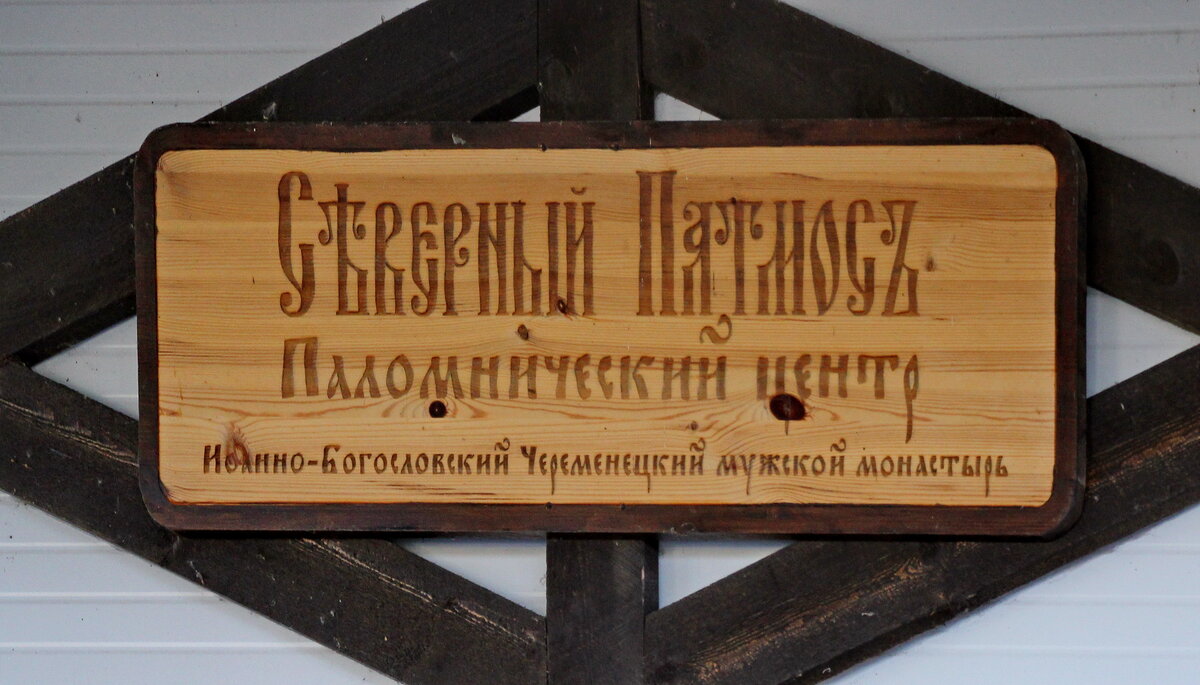 Сѣверный Патмосъ
Паломнический центр
Иоанно-Богословский Череменецкий мужской монастырь